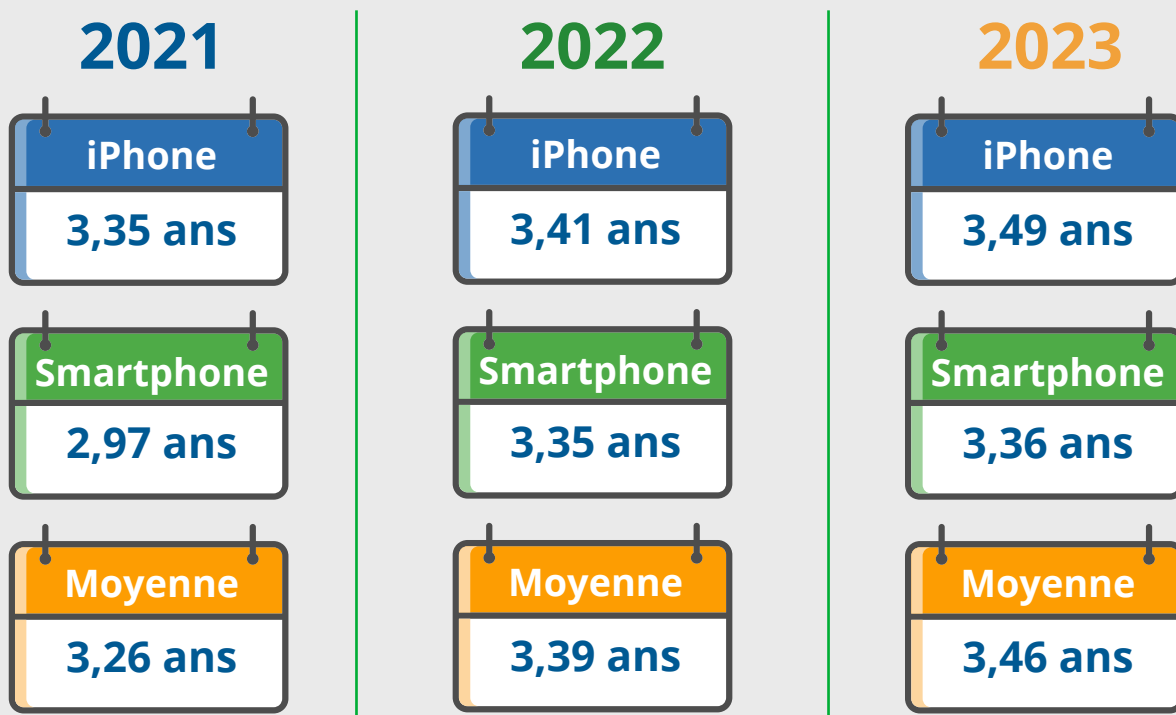 2021
iPhone
3,35 ans
Smartphone
2,97 ans
Moyenne
3,26 ans
2022
iPhone
3,41 ans
Smartphone
3,35 ans
Moyenne
3,39 ans
2023
iPhone
3,49 ans
Smartphone
3,36 ans
Moyenne
3,46 ans